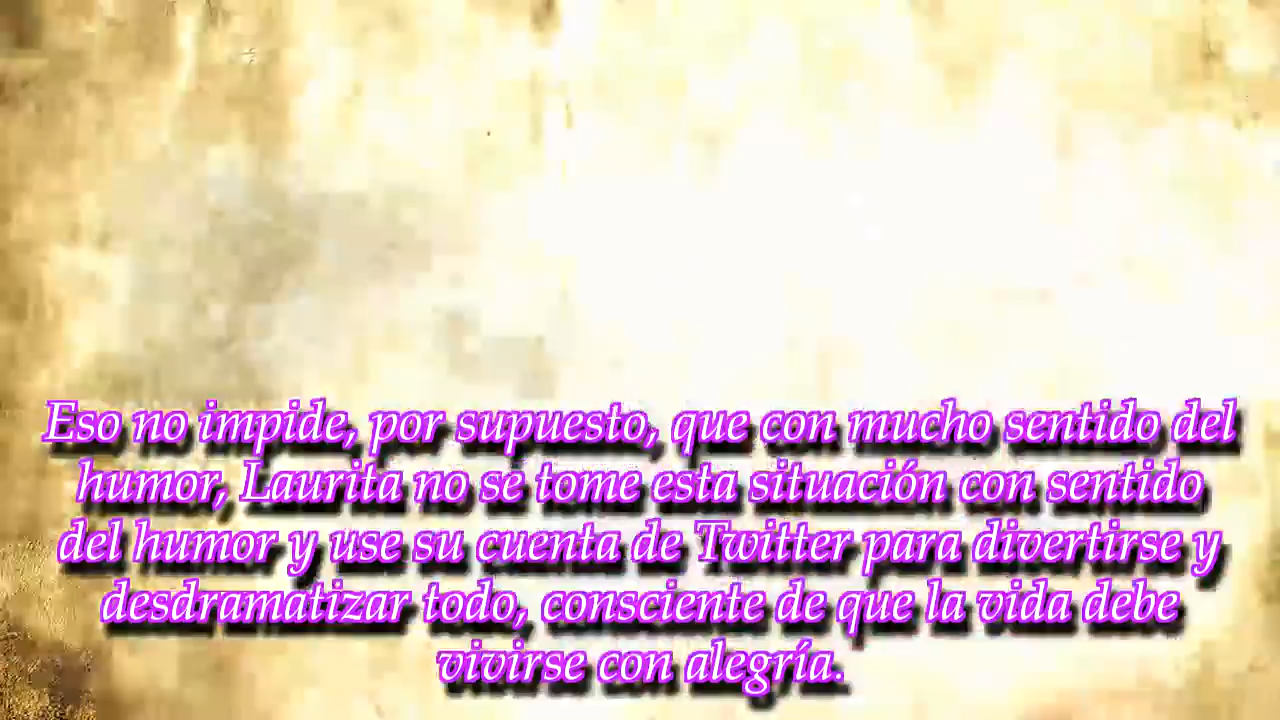 Eso no impide, por supuesto, que con mucho sentido del
humor, Laurita no se tome esta situación con sentido
del humor y use su cuenta de Twitter para divertirse y
desdramatizar todo, consciente de que la vida debe
vivirse con alegría.